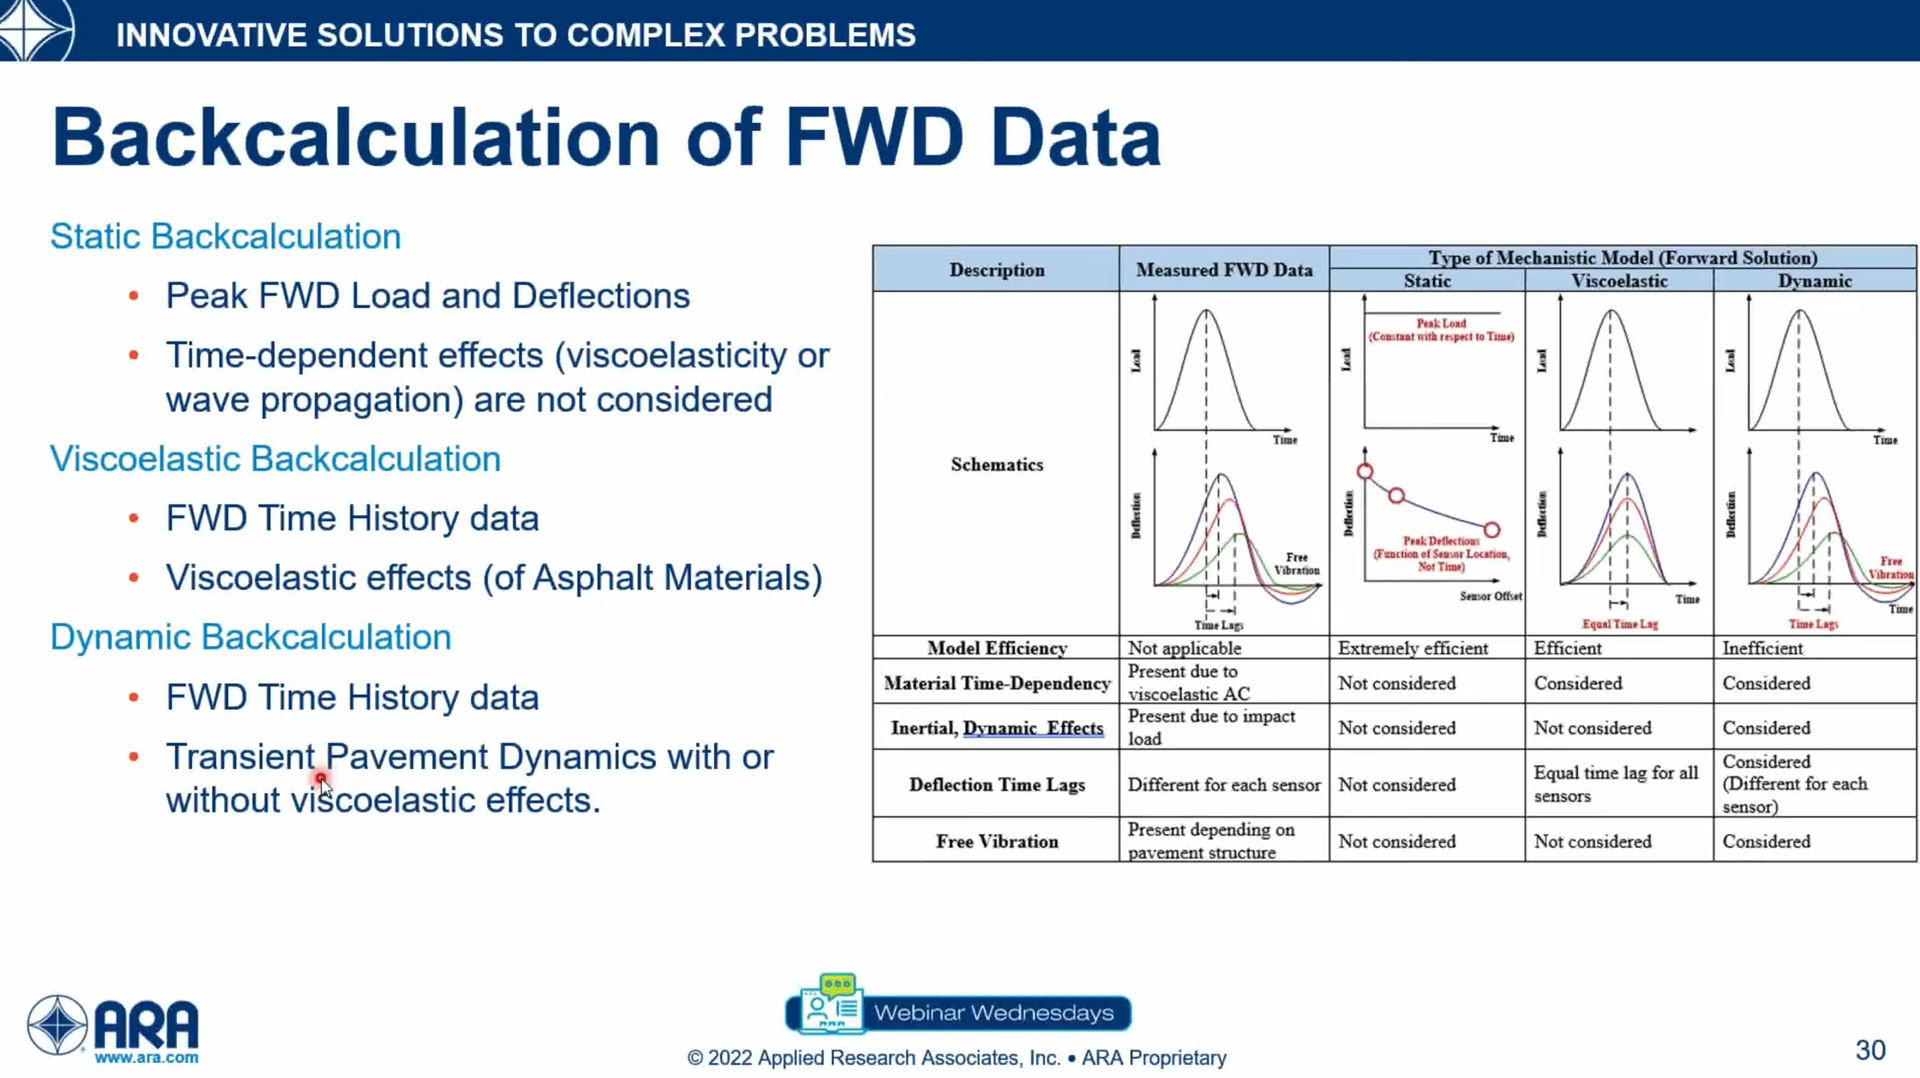 INNOVATIVE SOLUTIONS TO COMPLEX PROBLEMS
Backcalculation of FWD Data
Static Backcalculation
• Peak FWD Load and Deflections
• Time-dependent effects (viscoelasticity or
wave propagation) are not considered
Viscoelastic Backcalculation
• FWD Time History data
• Viscoelastic effects (of Asphalt Materials)
Dynamic Backcalculation
• FWD Time History data
• Transient Pavement Dynamics with or
without viscoelastic effects.
Description Measured FWD Data Type of Mechanistic Model (Forward Solution)
Static Viscoelastic Dynamic
Schematics
Load
Time
Deflection
Free
Vibration
Time Lags
Load
Peak Load
(Constant with respect to Time)
Time
Deflection
Peak Deflections
(Function of Sensor Location,
Not Time)
Sensor Offset
Load
Deflection
Time
Equal Time Lag
Load
Time
Deflection
Free
Vibration
Time
Time Lags
Model Efficiency Not applicable Extremely efficient Efficient Inefficient
Material Time-Dependency Present due to
viscoelastic AC Not considered Considered Considered
Inertial, Dynamic Effects Present due to impact
load Not considered Not considered Considered
Deflection Time Lags Different for each sensor Not considered Equal time lag for all
sensors Considered
(Different for each
sensor)
Free Vibration Present depending on
pavement structure Not considered Not considered Considered
ARA
www.ara.com
Webinar Wednesdays
© 2022 Applied Research Associates, Inc. • ARA Proprietary
30